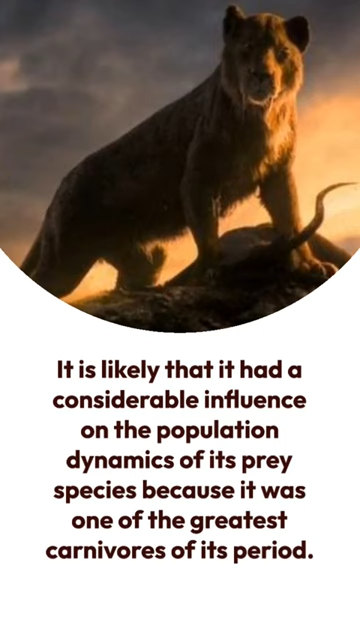 It is likely that it had a
considerable influence
on the population
dynamics of its prey
species because it was
one of the greatest
carnivores of its period.